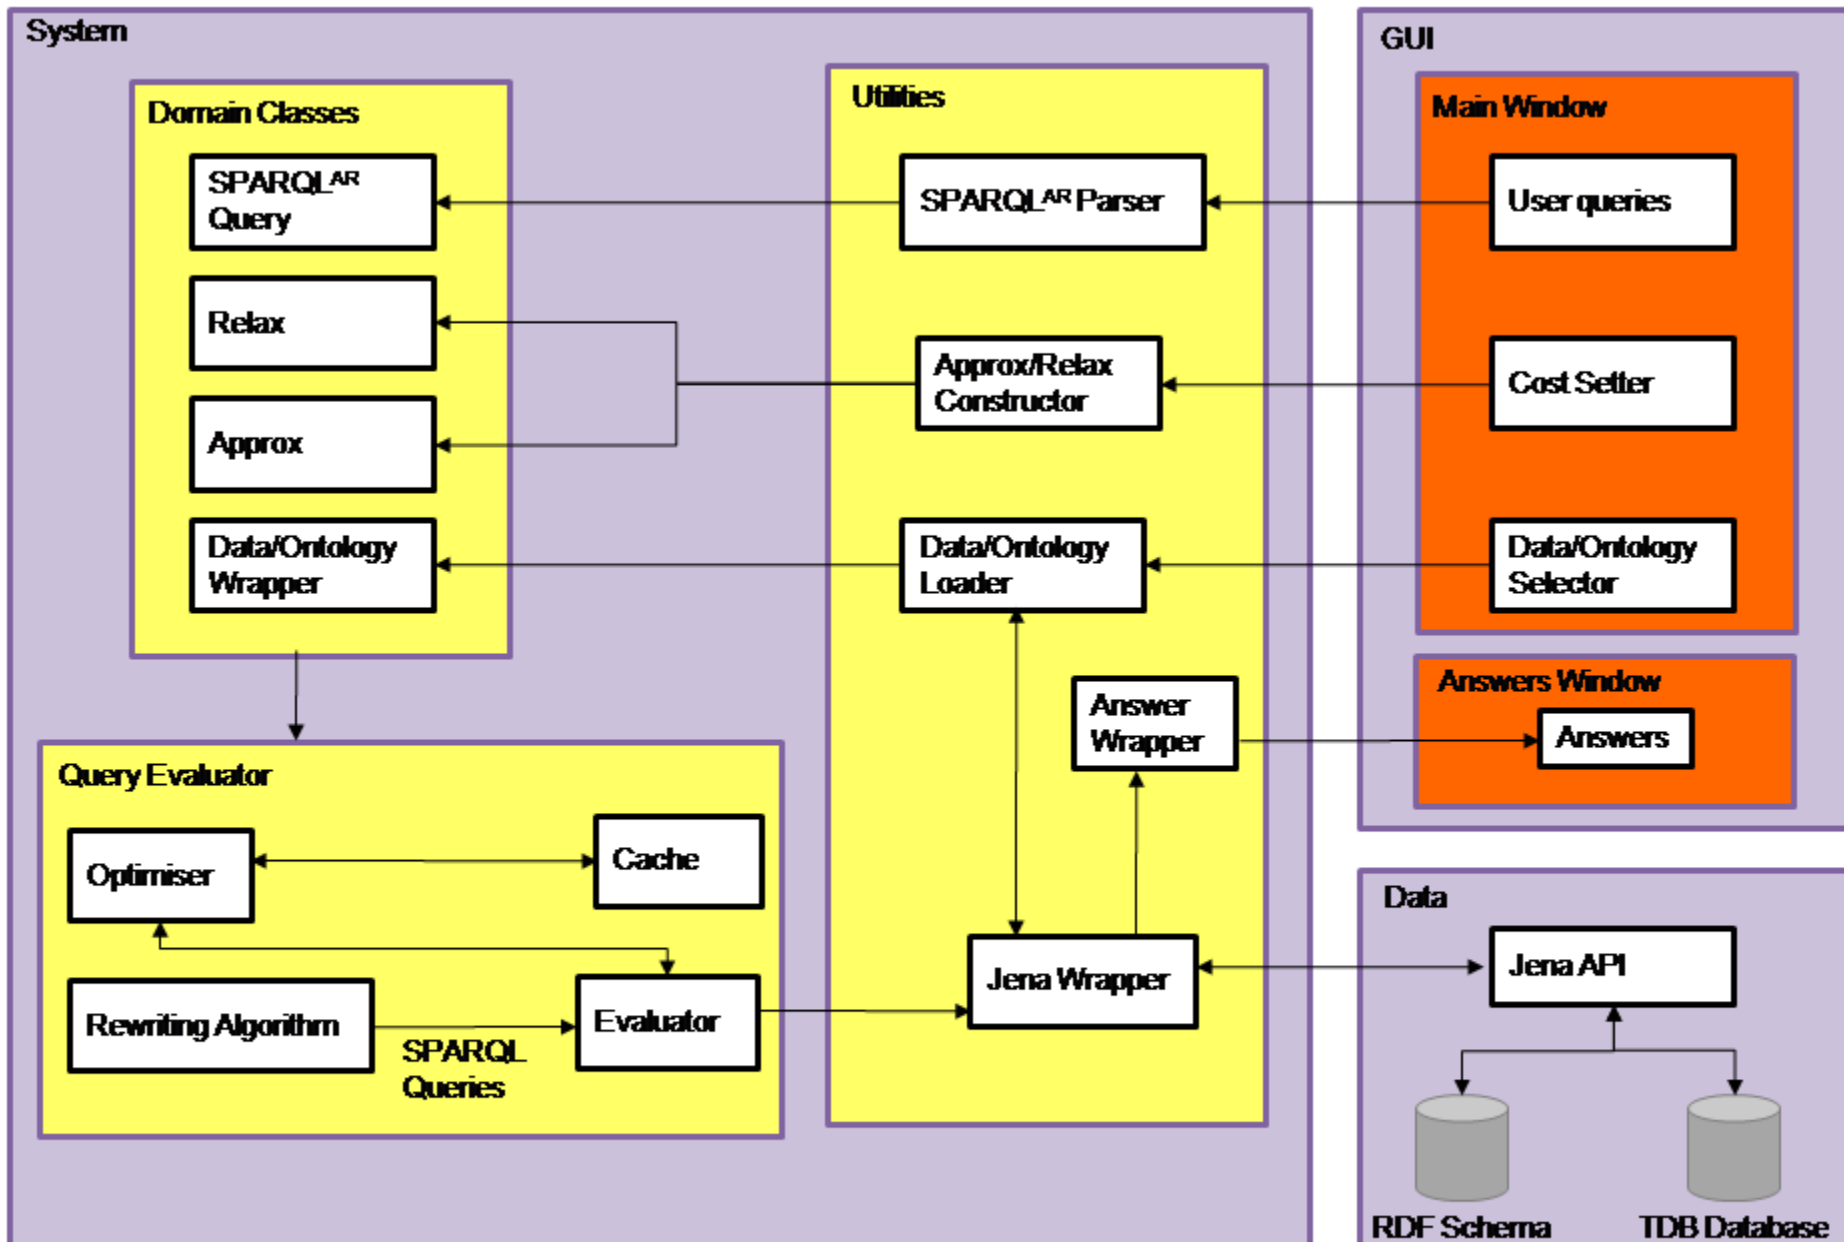 System
Domain Classes
SPARQLᴬᴿ
Query
Relax
Approx
Data/Ontology
Wrapper
Query Evaluator
Optimiser
Cache
Rewriting Algorithm
SPARQL
Queries
Evaluator
Utilities
SPARQLᴬᴿ Parser
Approx/Relax
Constructor
Data/Ontology
Loader
Answer
Wrapper
Jena Wrapper
GUI
Main Window
User queries
Cost Setter
Data/Ontology
Selector
Answers Window
Answers
Data
Jena API
RDF Schema
TDB Database